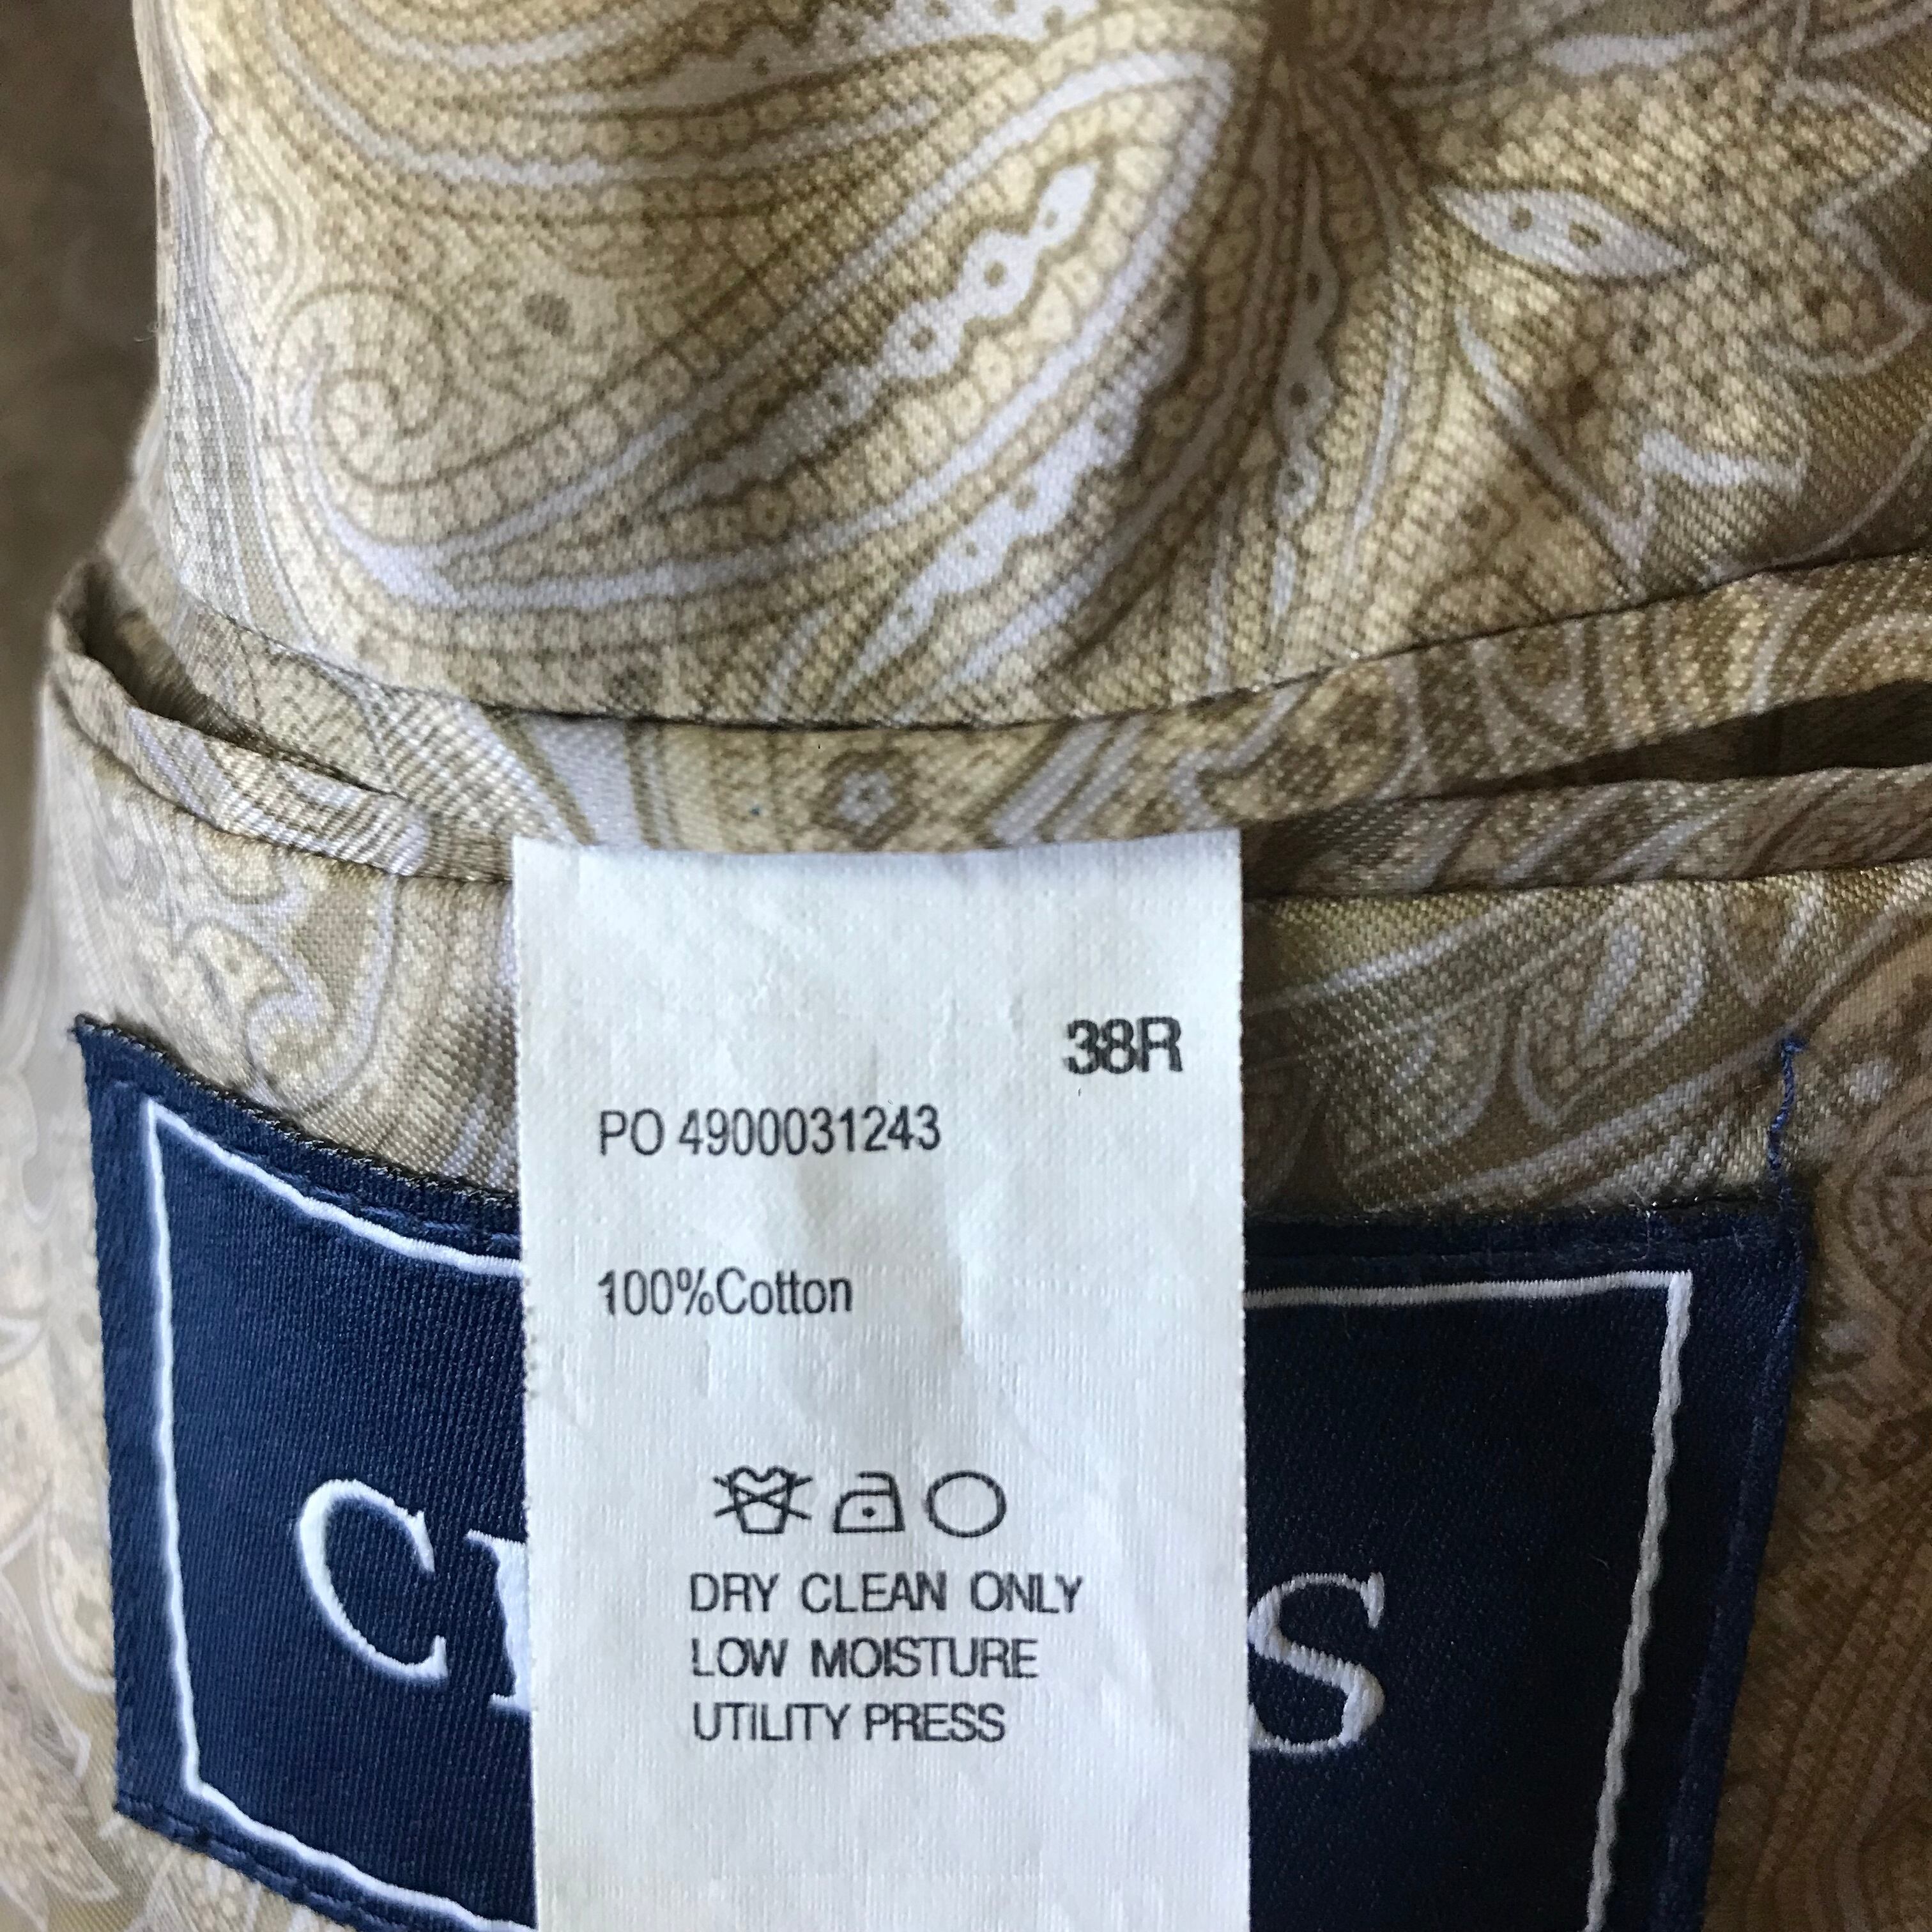 38R
PO 4900031243
100%Cotton
DRY CLEAN ONLY
LOW MOISTURE
UTILITY PRESS